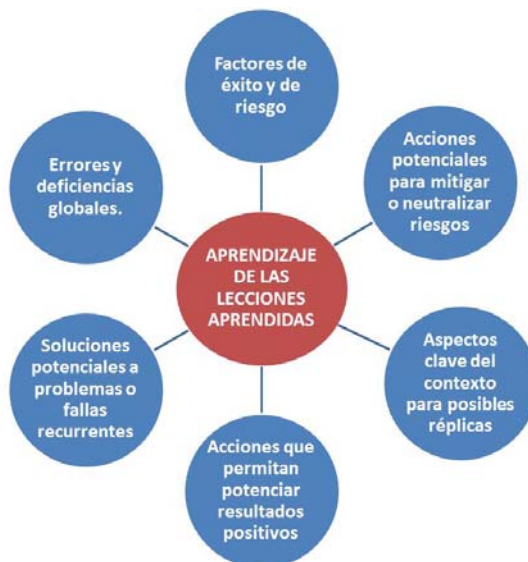 Factores de
éxito y de
riesgo
Acciones
potenciales
para mitigar
o neutralizar
riesgos
Aspectos
clave del
contexto
para posibles
réplicas
Acciones que
permitan
potenciar
resultados
positivos
Soluciones
potenciales a
problemas o
fallas
recurrentes
Errores y
deficiencias
globales.
APRENDIZAJE
DE LAS
LECCIONES
APRENDIDAS